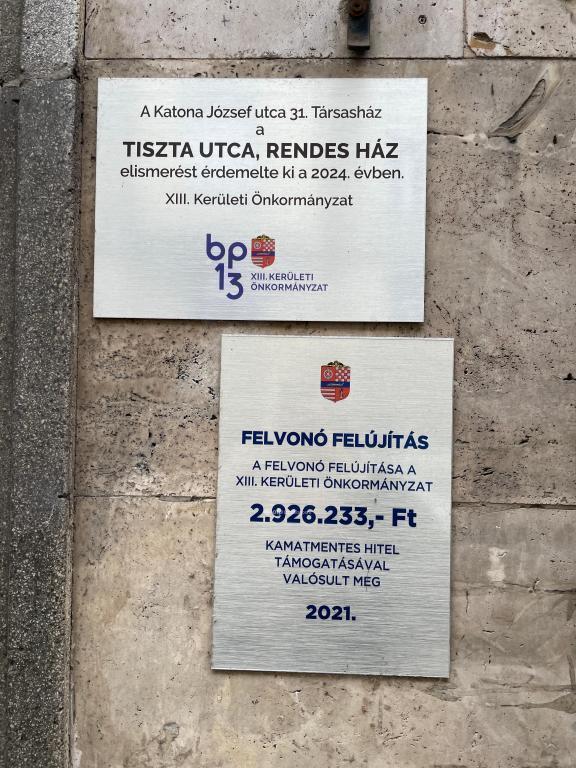 A Katona József utca 31. Társasház
a
TISZTA UTCA, RENDES HÁZ
elismerést érdemelte ki a 2024. évben.
XIII. Kerületi Önkormányzat
bp
13
XIII. KERÜLETI
ÖNKORMÁNYZAT
FELVONÓ FELÚJÍTÁS
A FELVONÓ FELÚJÍTÁSA A
XIII. KERÜLETI ÖNKORMÁNYZAT
2.926.233,- Ft
KAMATMENTES HITEL
TÁMOGATÁSÁVAL
VALÓSULT MEG
2021.